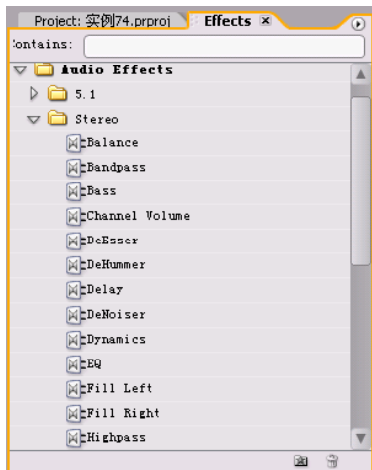 Project: 实例74.prproj
Effects
ontains:
Audio Effects
5.1
Stereo
Balance
Bandpass
Bass
Channel Volume
DeEsser
DeHummer
Delay
DeNoiser
Dynamics
EQ
Fill Left
Fill Right
Highpass